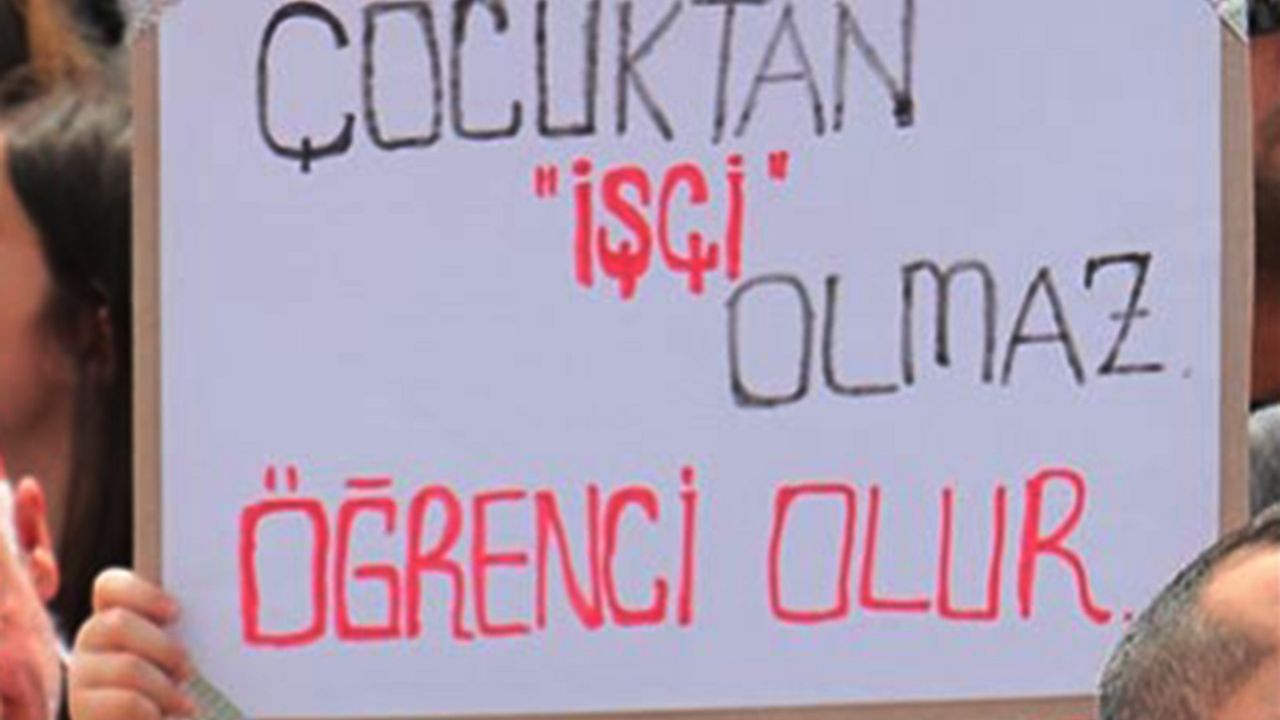 ÇOCUKTAN
"İŞÇİ"
OLMAZ.
ÖĞRENCİ OLUR.